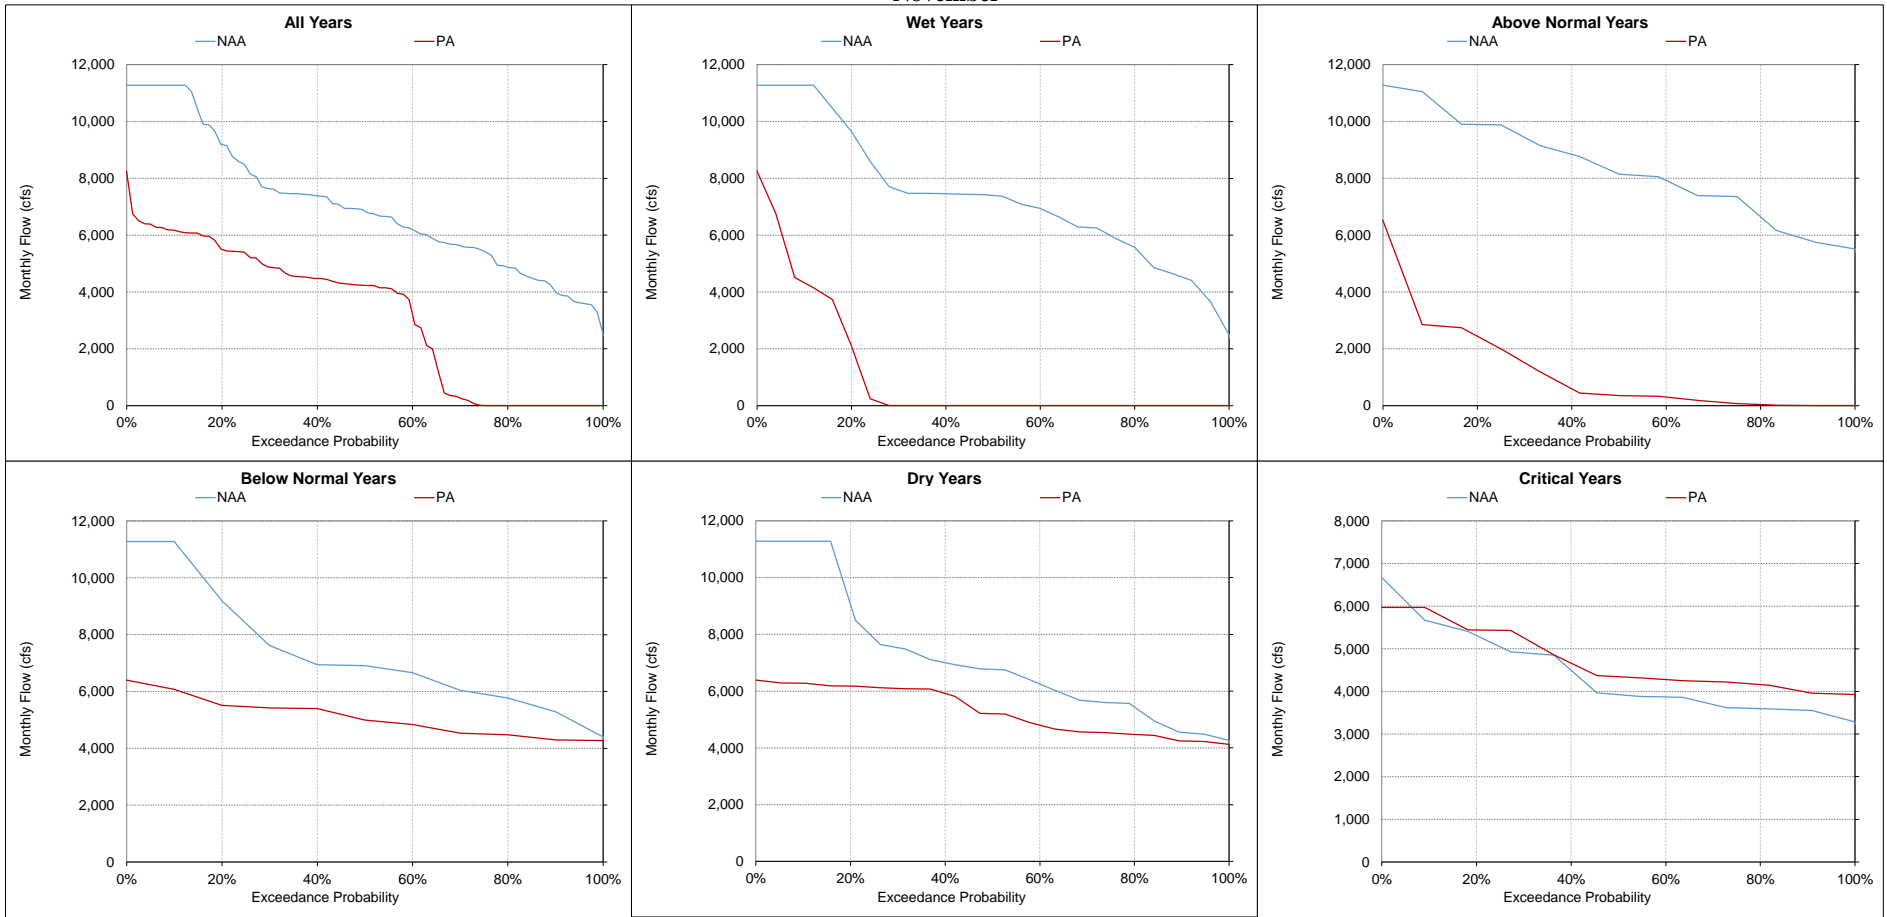 All Years
NAA PA
12,000
10,000
8,000
6,000
4,000
2,000
0
0% 20% 40% 60% 80% 100%
Monthly Flow (cfs)
Exceedance Probability
Wet Years
NAA PA
12,000
10,000
8,000
6,000
4,000
2,000
0
0% 20% 40% 60% 80% 100%
Monthly Flow (cfs)
Exceedance Probability
Above Normal Years
NAA PA
12,000
10,000
8,000
6,000
4,000
2,000
0
0% 20% 40% 60% 80% 100%
Monthly Flow (cfs)
Exceedance Probability
Below Normal Years
NAA PA
12,000
10,000
8,000
6,000
4,000
2,000
0
0% 20% 40% 60% 80% 100%
Monthly Flow (cfs)
Exceedance Probability
Dry Years
NAA PA
12,000
10,000
8,000
6,000
4,000
2,000
0
0% 20% 40% 60% 80% 100%
Monthly Flow (cfs)
Exceedance Probability
Critical Years
NAA PA
8,000
7,000
6,000
5,000
4,000
3,000
2,000
1,000
0
0% 20% 40% 60% 80% 100%
Monthly Flow (cfs)
Exceedance Probability